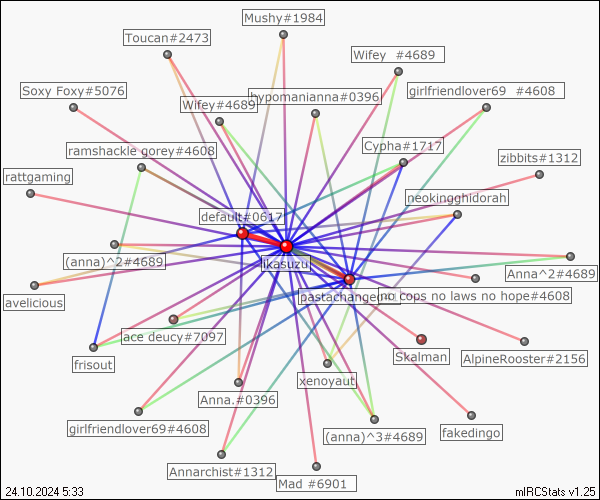 Mushy#1984
Toucan#2473
Wifey #4689
Soxy Foxy#5076
hypomanianna#0396
girlfriendlover69 #4608
Wifey#4689
Cypha#1717
ramshackle gorey#4608
zibbits#1312
rattgaming
neokingghidorah
default#0617
(anna)^2#4689
ikasuzu
Anna^2#4689
avelicious
no cops no laws no hope#4608
ace deucy#7097
Skalman
AlpineRooster#2156
frisout
xenoyaut
Anna.#0396
girlfriendlover69#4608
(anna)^3#4689
fakedingo
Annarchist#1312
Mad #6901
24.10.2024 5:33
mIRCStats v1.25